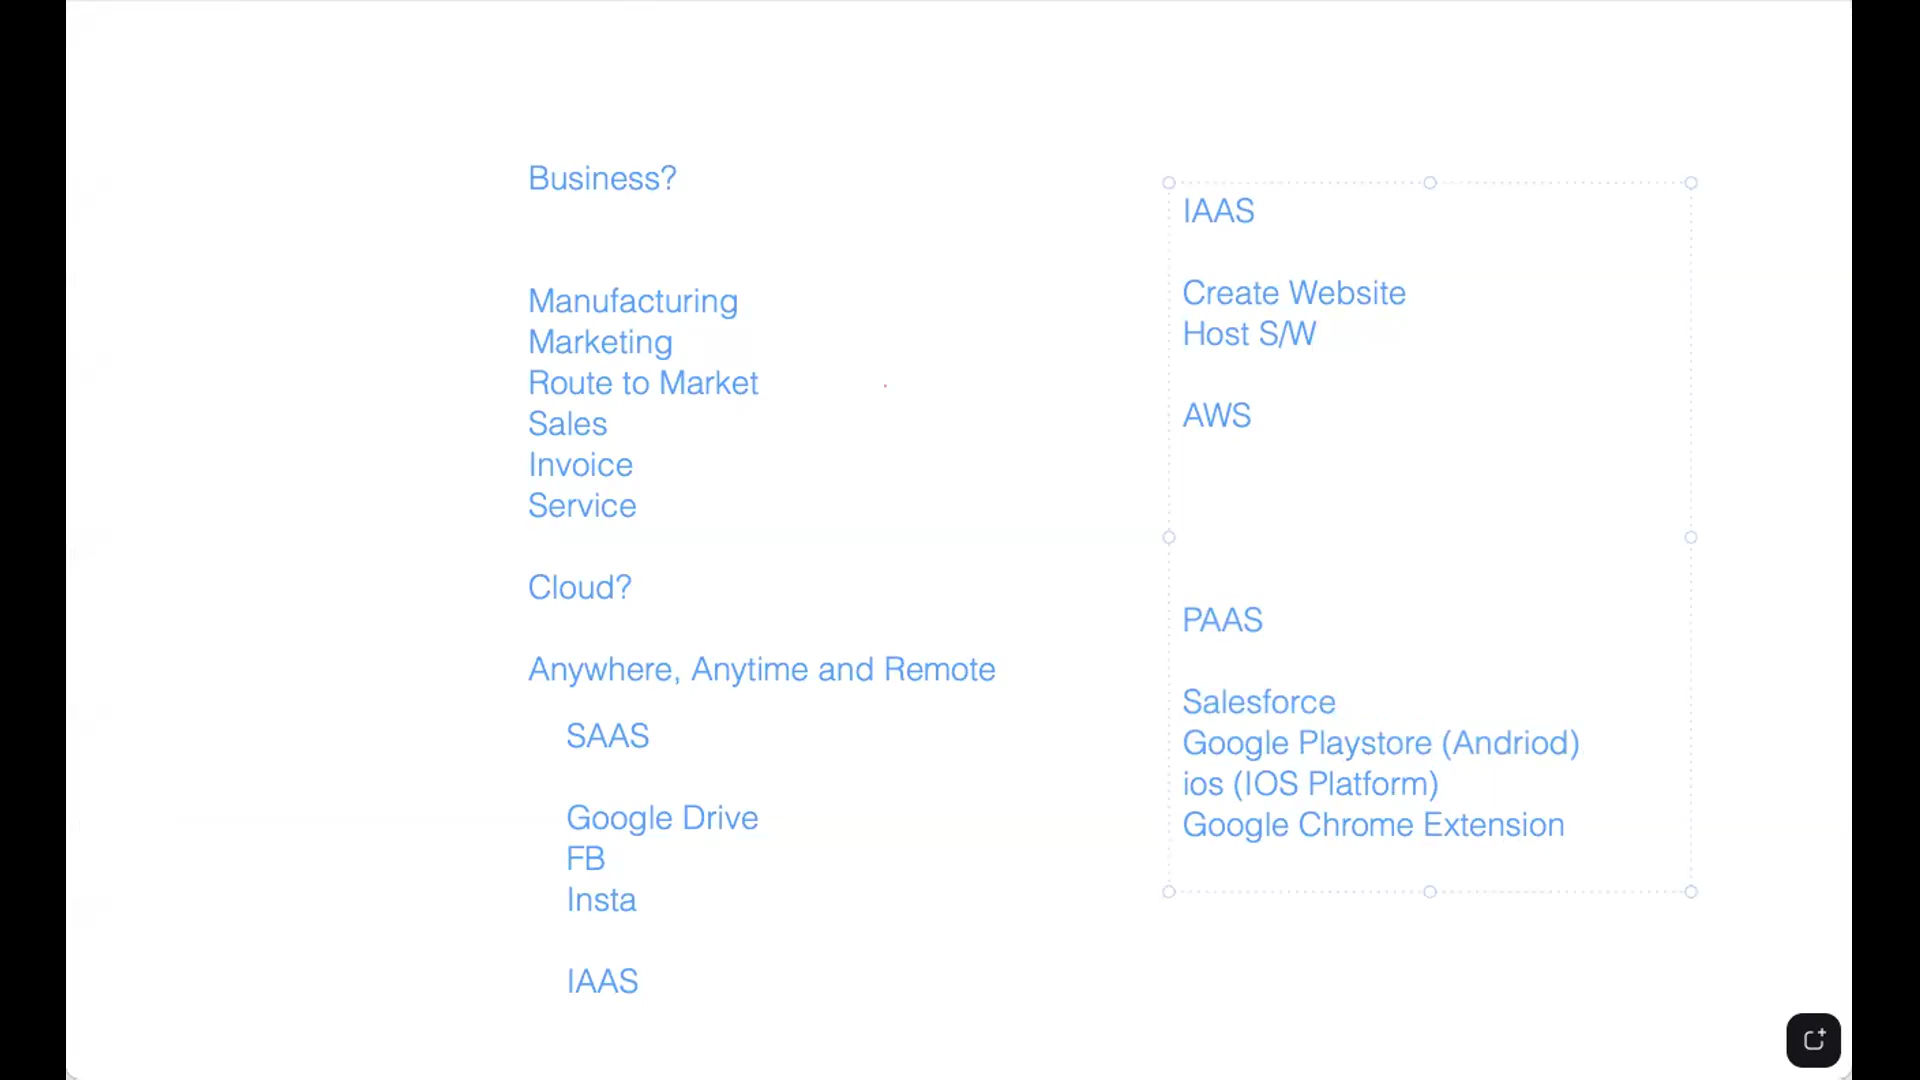 Business?
Manufacturing
Marketing
Route to Market
Sales
Invoice
Service
Cloud?
Anywhere, Anytime and Remote
SAAS
Google Drive
FB
Insta
IAAS
IAAS
Create Website
Host S/W
AWS
PAAS
Salesforce
Google Playstore (Andriod)
ios (IOS Platform)
Google Chrome Extension